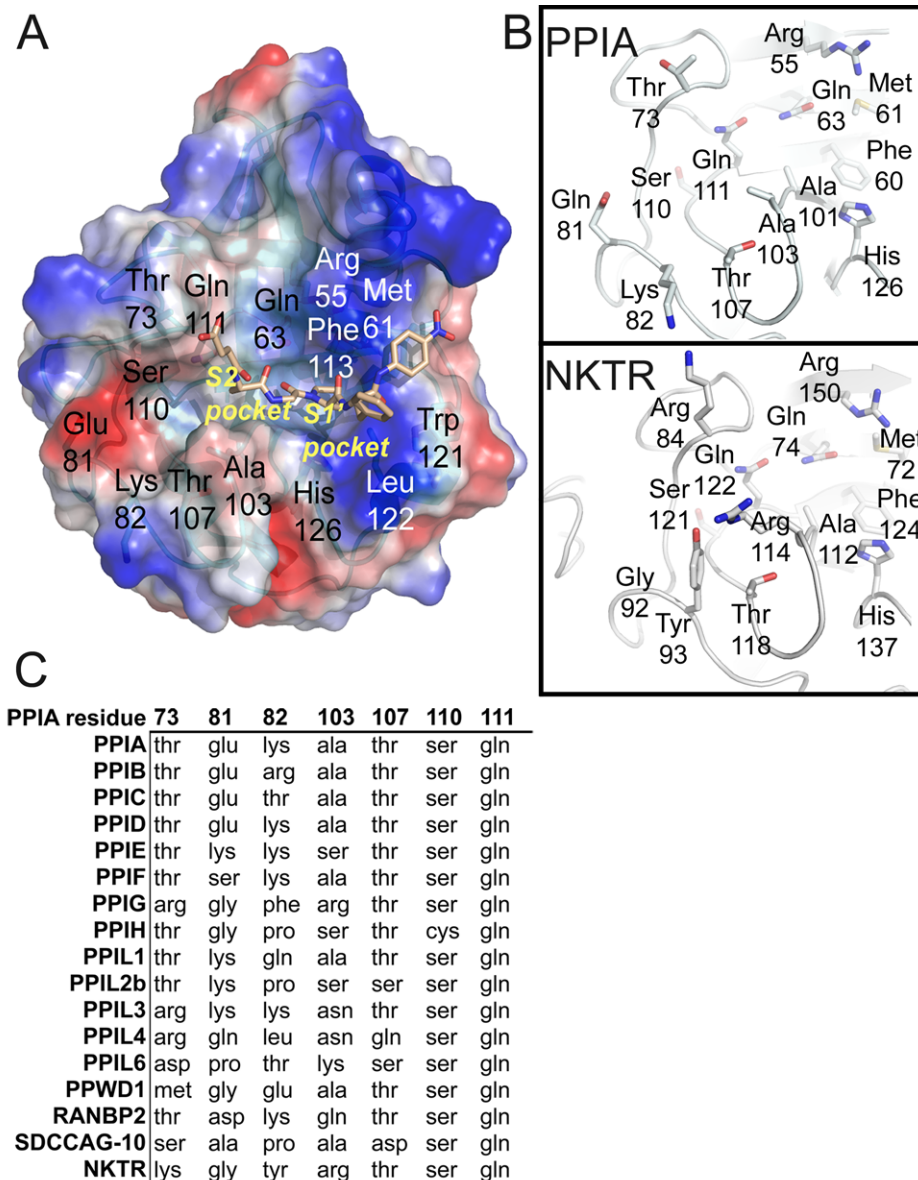 A
Thr
73
Gln
111
Gln
63
Arg
55
Met
61
Phe
113
Ser
110
S2
pocket
S1'
pocket
Glu
81
Trp
121
Lys
82
Thr
107
Ala
103
His
126
Leu
122
B
PPIA
Arg
55
Thr
73
Gln
63
Met
61
Gln
81
Ser
110
Gln
111
Ala
101
Phe
60
Ala
103
Lys
82
Thr
107
His
126
NKTR
Arg
84
Gln
74
Arg
150
Met
72
Gln
122
Ser
121
Arg
114
Ala
112
Phe
124
Gly
92
Tyr
93
Thr
118
His
137
C
PPIA residue 73 81 82 103 107 110 111
PPIA thr glu lys ala thr ser gln
PPIB thr glu arg ala thr ser gln
PPIC thr glu thr ala thr ser gln
PPID thr glu lys ala thr ser gln
PPIE thr lys lys ser thr ser gln
PPIF thr ser lys ala thr ser gln
PPIG arg gly phe arg thr ser gln
PPIH thr gly pro ser thr cys gln
PPIL1 thr lys gln ala thr ser gln
PPIL2b thr lys pro ser ser ser gln
PPIL3 arg lys lys asn thr ser gln
PPIL4 arg gln leu asn gln ser gln
PPIL6 asp pro thr lys ser ser gln
PPWD1 met gly glu ala thr ser gln
RANBP2 thr asp lys gln thr ser gln
SDCCAG-10 ser ala pro ala asp ser gln
NKTR lys gly tyr arg thr ser gln